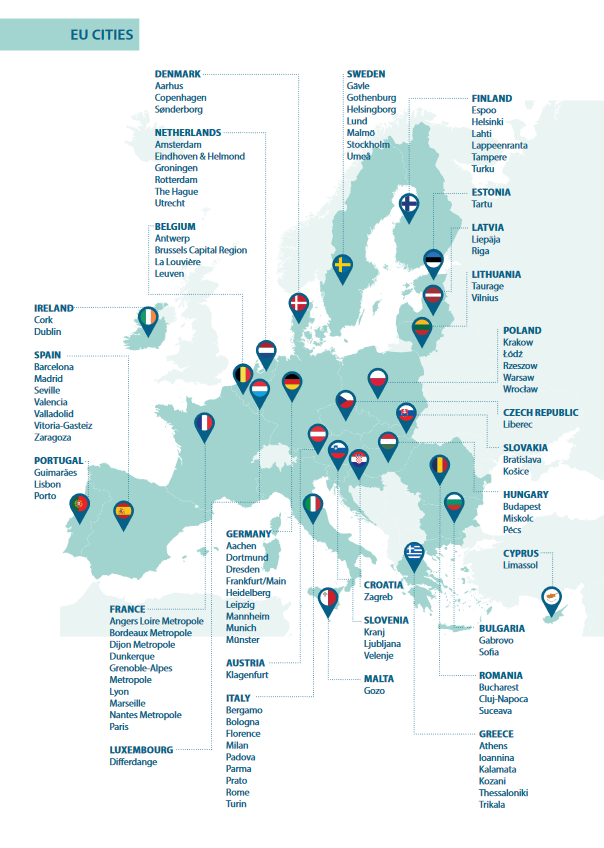 EU CITIES
DENMARK
Aarhus
Copenhagen
Sønderborg
NETHERLANDS
Amsterdam
Eindhoven & Helmond
Groningen
Rotterdam
The Hague
Utrecht
BELGIUM
Antwerp
Brussels Capital Region
La Louvière
Leuven
SWEDEN
Gävle
Gothenburg
Helsingborg
Lund
Malmö
Stockholm
Umeå
FINLAND
Espoo
Helsinki
Lahti
Lappeenranta
Tampere
Turku
ESTONIA
Tartu
LATVIA
Liepāja
Riga
LITHUANIA
Taurage
Vilnius
IRELAND
Cork
Dublin
SPAIN
Barcelona
Madrid
Seville
Valencia
Valladolid
Vitoria-Gasteiz
Zaragoza
PORTUGAL
Guimarães
Lisbon
Porto
POLAND
Krakow
Łódź
Rzeszow
Warsaw
Wrocław
CZECH REPUBLIC
Liberec
SLOVAKIA
Bratislava
Košice
HUNGARY
Budapest
Miskolc
Pécs
CYPRUS
Limassol
GERMANY
Aachen
Dortmund
Dresden
Frankfurt/Main
Heidelberg
Leipzig
Mannheim
Munich
Münster
FRANCE
Angers Loire Metropole
Bordeaux Metropole
Dijon Metropole
Dunkerque
Grenoble-Alpes
Metropole
Lyon
Marseille
Nantes Metropole
Paris
LUXEMBOURG
Differdange
AUSTRIA
Klagenfurt
ITALY
Bergamo
Bologna
Florence
Milan
Padova
Parma
Prato
Rome
Turin
CROATIA
Zagreb
SLOVENIA
Kranj
Ljubljana
Velenje
MALTA
Gozo
BULGARIA
Gabrovo
Sofia
ROMANIA
Bucharest
Cluj-Napoca
Suceava
GREECE
Athens
Ioannina
Kalamata
Kozani
Thessaloniki
Trikala